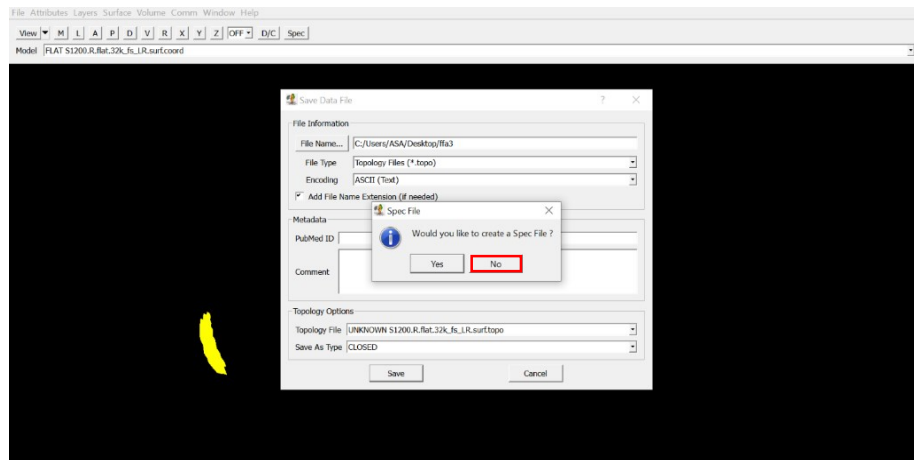 File Attributes Layers Surface Volume Comm Window Help
View M L A P D V R X Y Z OFF D/C Spec
Model FLAT S1200.R.flat.32k_fs_LR.surf.coord
Save Data File ? ×
File Information
File Name... C:/Users/ASA/Desktop/ffa3
File Type Topology Files (*.topo)
Encoding ASCII (Text)
Add File Name Extension (if needed)
Spec File ×
Metadata
Would you like to create a Spec File ?
PubMed ID
Yes No
Comment
Topology Options
Topology File UNKNOWN S1200.R.flat.32k_fs_LR.surf.topo
Save As Type CLOSED
Save Cancel